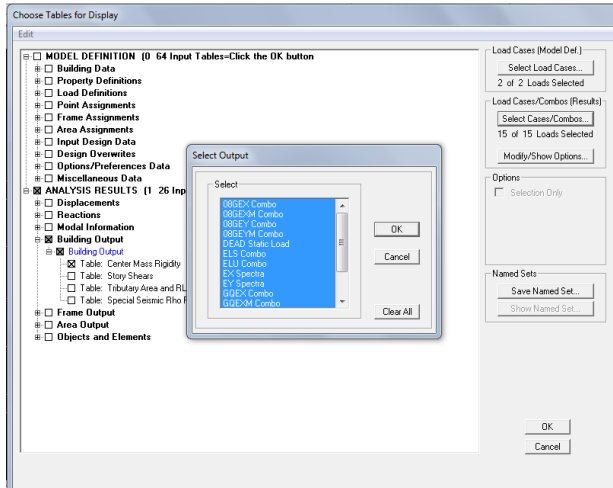 Choose Tables for Display
Edit
MODEL DEFINITION (0 64 Input Tables=Click the OK button
Building Data
Property Definitions
Load Definitions
Point Assignments
Frame Assignments
Area Assignments
Input Design Data
Design Overwrites
Options/Preferences Data
Miscellaneous Data
ANALYSIS RESULTS (1 26 Inp
Displacements
Reactions
Modal Information
Building Output
Building Output
Table: Center Mass Rigidity
Table: Story Shears
Table: Tributary Area and RL
Table: Special Seismic Rho F
Frame Output
Area Output
Objects and Elements
Select Output
Select
08GEX Combo
08GEXM Combo
08GEY Combo
08GEYM Combo
DEAD Static Load
ELS Combo
ELU Combo
EX Spectra
EY Spectra
GQEX Combo
GQEXM Combo
OK
Cancel
Clear All
Load Cases (Model Def.)
Select Load Cases...
2 of 2 Loads Selected
Load Cases/Combos (Results)
Select Cases/Combos...
15 of 15 Loads Selected
Modify/Show Options...
Options
Selection Only
Named Sets
Save Named Set...
Show Named Set...
OK
Cancel